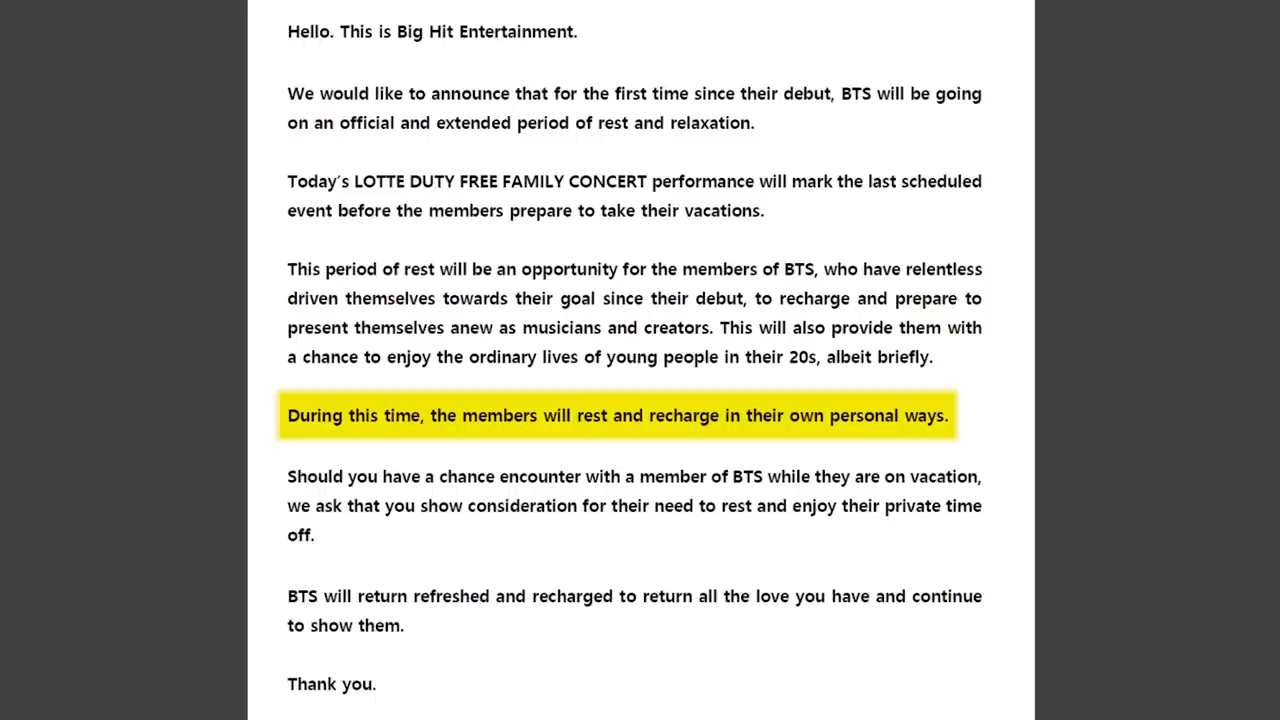 Hello. This is Big Hit Entertainment.
We would like to announce that for the first time since their debut, BTS will be going
on an official and extended period of rest and relaxation.
Today's LOTTE DUTY FREE FAMILY CONCERT performance will mark the last scheduled
event before the members prepare to take their vacations.
This period of rest will be an opportunity for the members of BTS, who have relentless
driven themselves towards their goal since their debut, to recharge and prepare to
present themselves anew as musicians and creators. This will also provide them with
a chance to enjoy the ordinary lives of young people in their 20s, albeit briefly.
During this time, the members will rest and recharge in their own personal ways.
Should you have a chance encounter with a member of BTS while they are on vacation,
we ask that you show consideration for their need to rest and enjoy their private time
off.
BTS will return refreshed and recharged to return all the love you have and continue
to show them.
Thank you.